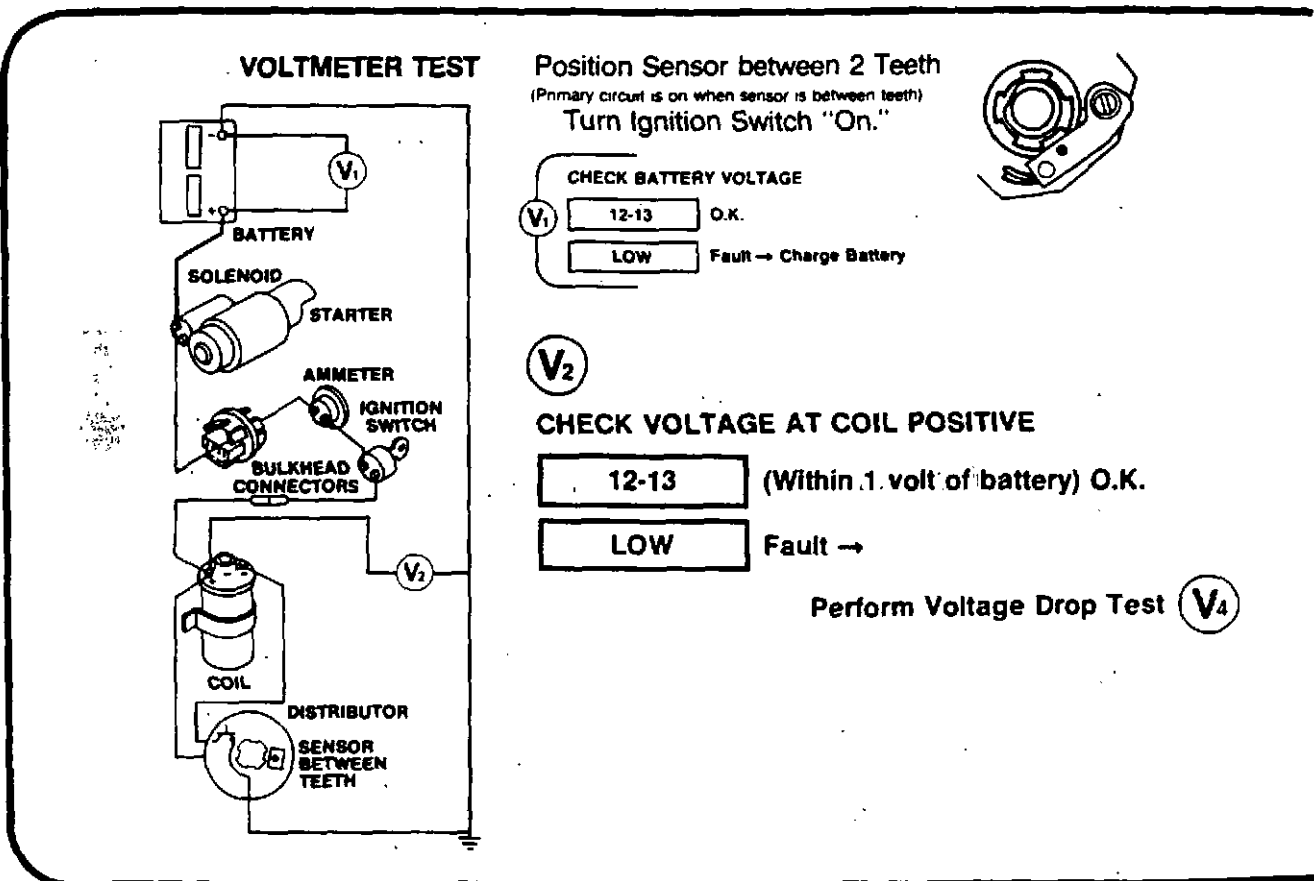 VOLTMETER TEST
BATTERY
SOLENOID
STARTER
AMMETER
IGNITION
SWITCH
BULKHEAD
CONNECTORS
COIL
DISTRIBUTOR
SENSOR
BETWEEN
TEETH
V1
V2
- +
Position Sensor between 2 Teeth
(Primary circuit is on when sensor is between teeth)
Turn Ignition Switch "On."
CHECK BATTERY VOLTAGE
V1
12-13 O.K.
LOW Fault → Charge Battery
V2
CHECK VOLTAGE AT COIL POSITIVE
12-13 (Within 1 volt of battery) O.K.
LOW Fault →
Perform Voltage Drop Test V4